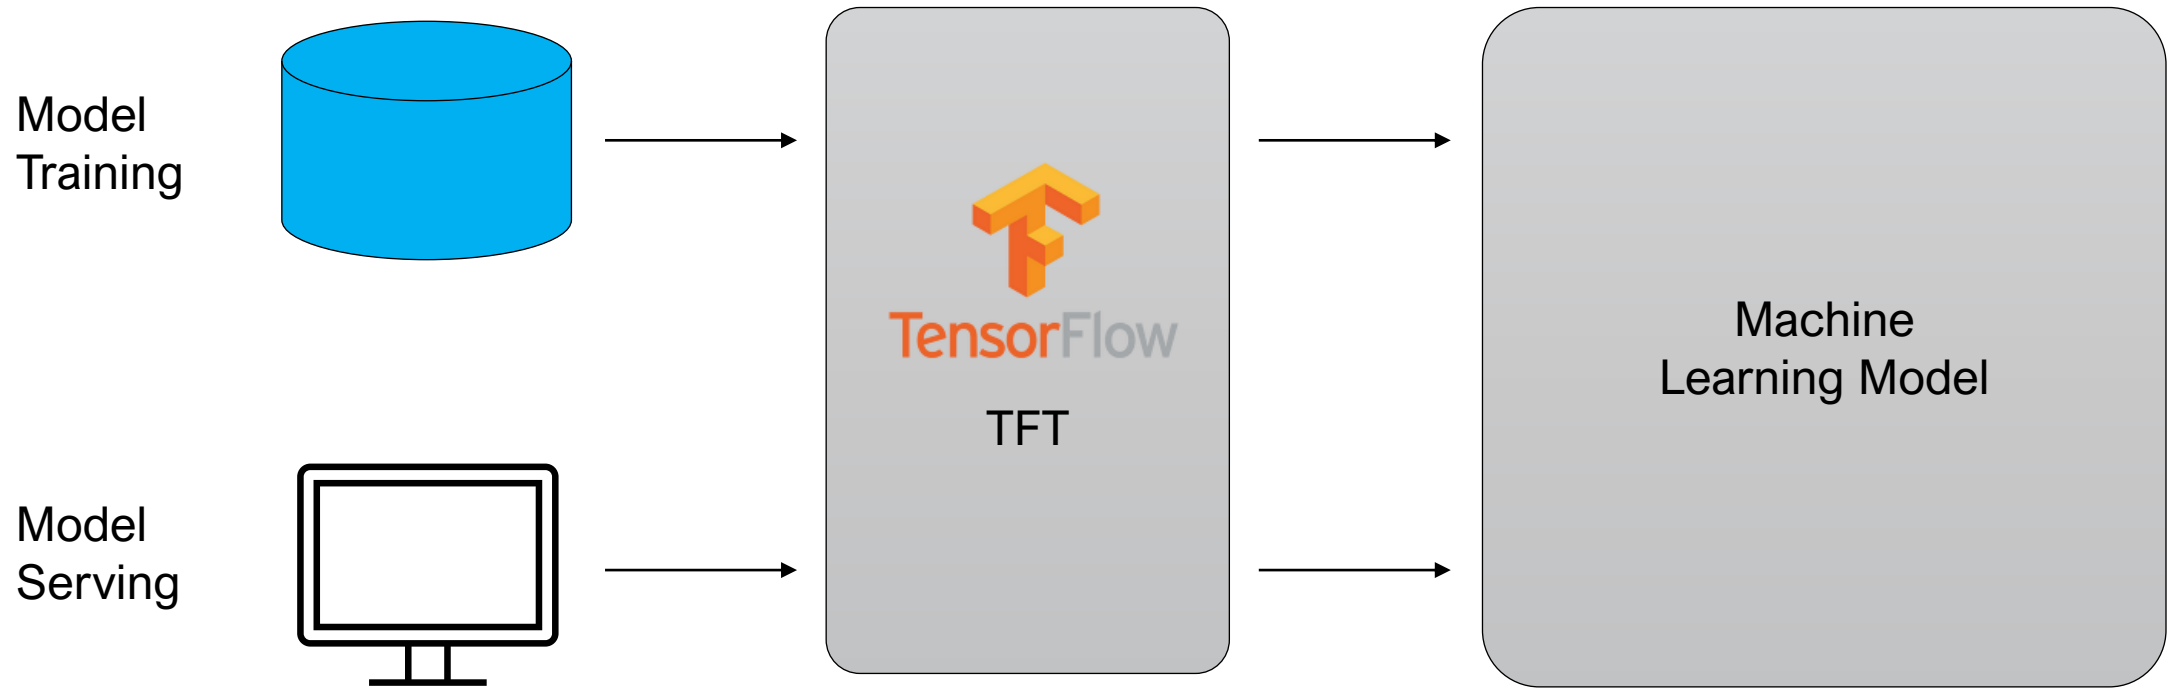 Model
Training
TensorFlow
TFT
Machine
Learning Model
Model
Serving